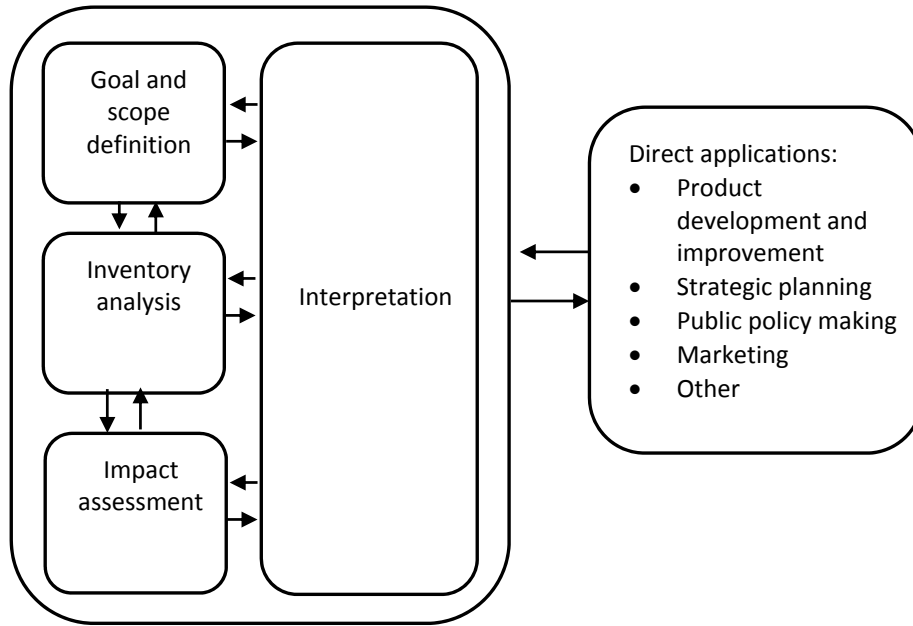 Goal and
scope
definition
Inventory
analysis
Impact
assessment
Interpretation
Direct applications:
• Product
development and
improvement
• Strategic planning
• Public policy making
• Marketing
• Other